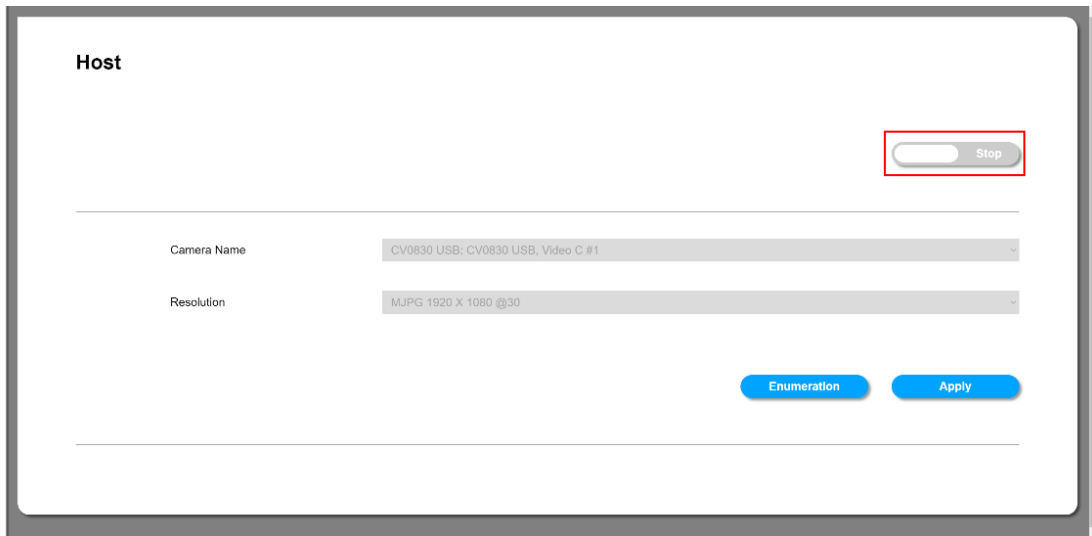 Host
Stop
Camera Name CV0830 USB: CV0830 USB, Video C #1
Resolution MJPG 1920 X 1080 @30
Enumeration Apply